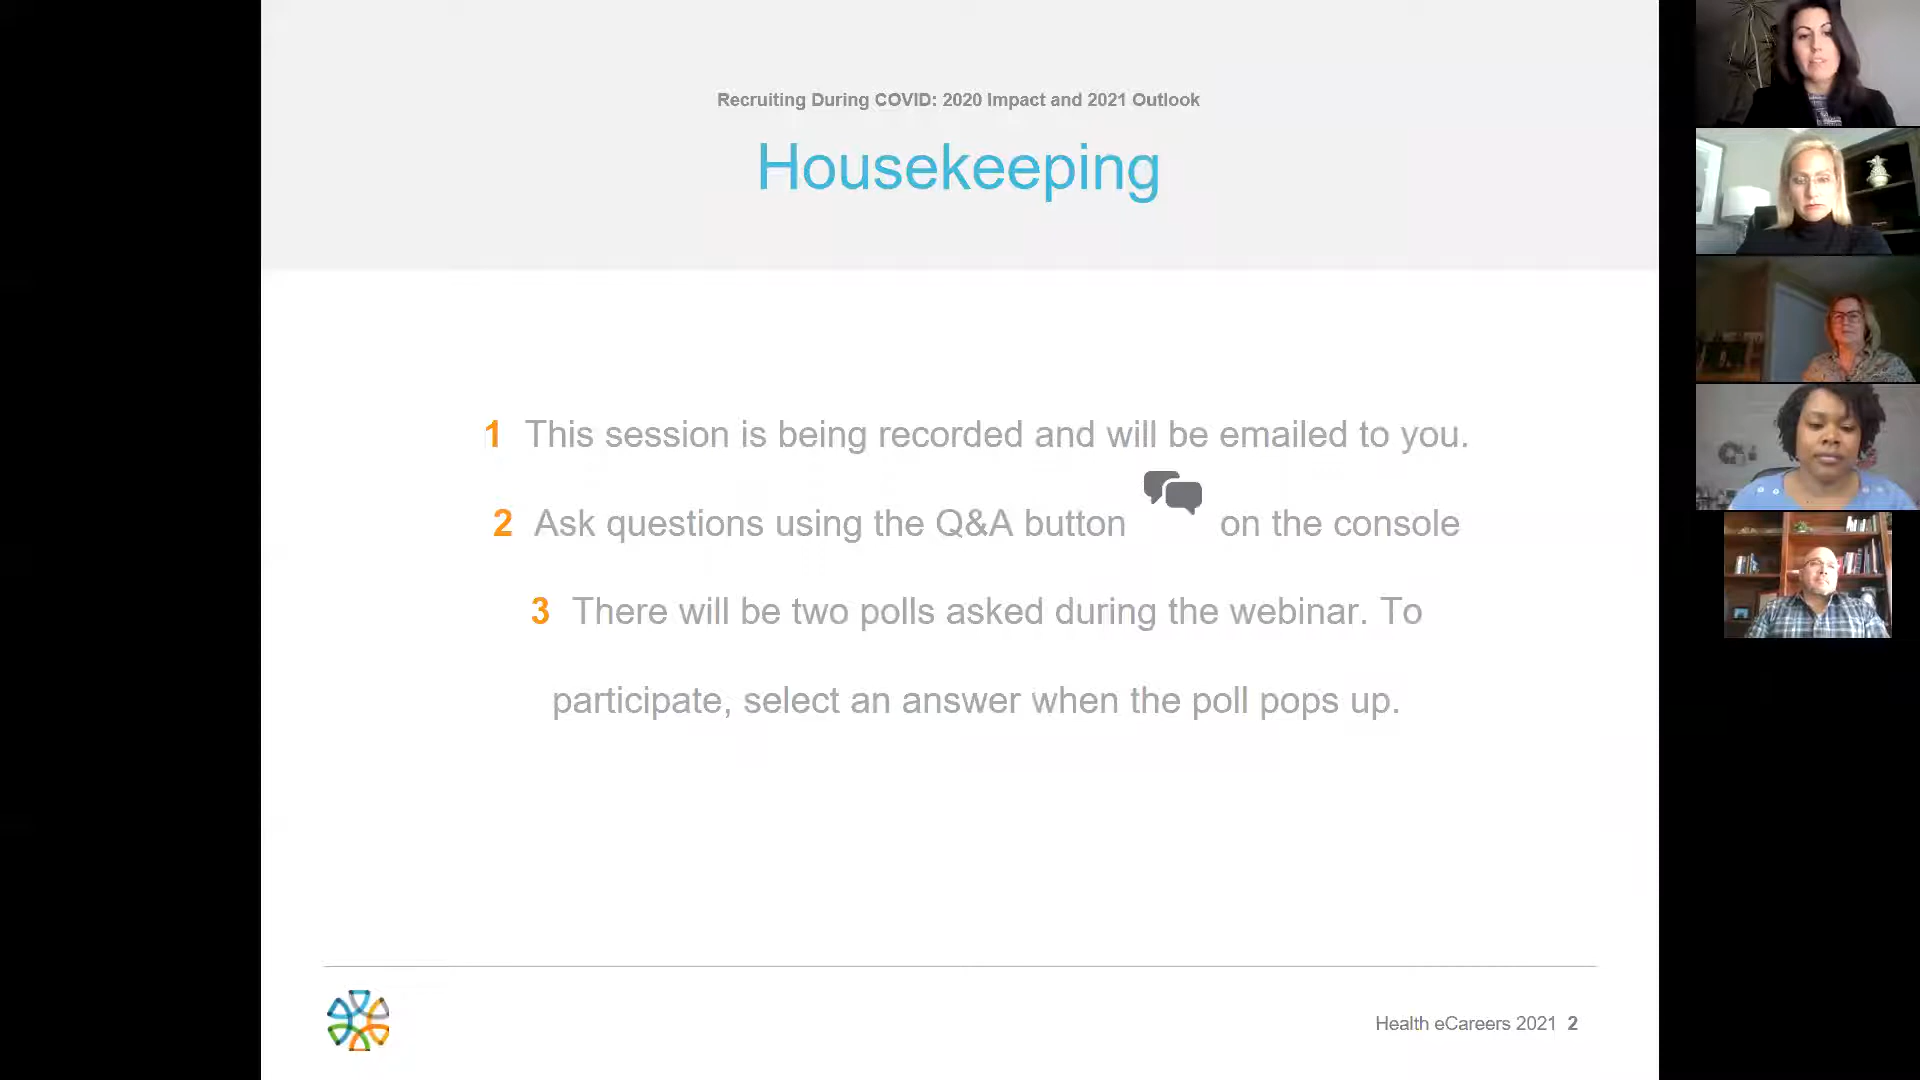 Recruiting During COVID: 2020 Impact and 2021 Outlook
Housekeeping
1 This session is being recorded and will be emailed to you.
2 Ask questions using the Q&A button on the console
3 There will be two polls asked during the webinar. To
participate, select an answer when the poll pops up.
Health eCareers 2021 2